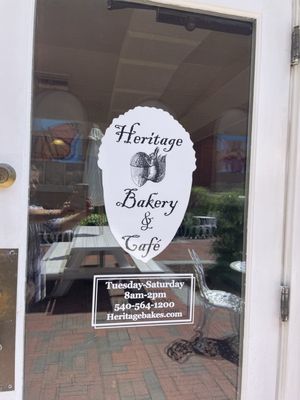 Heritage
Bakery
&
Café
Tuesday-Saturday
8am-2pm
540-564-1200
Heritagebakes.com